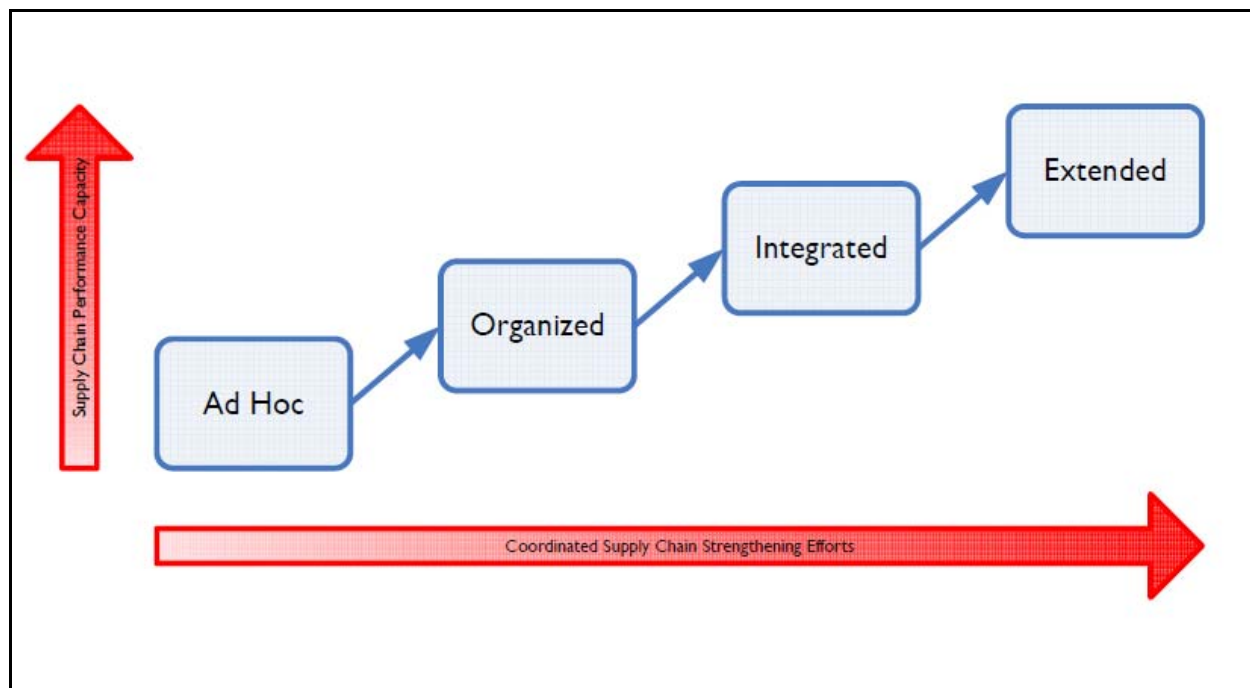 Supply Chain Performance Capacity
Extended
Integrated
Organized
Ad Hoc
Coordinated Supply Chain Strengthening Efforts